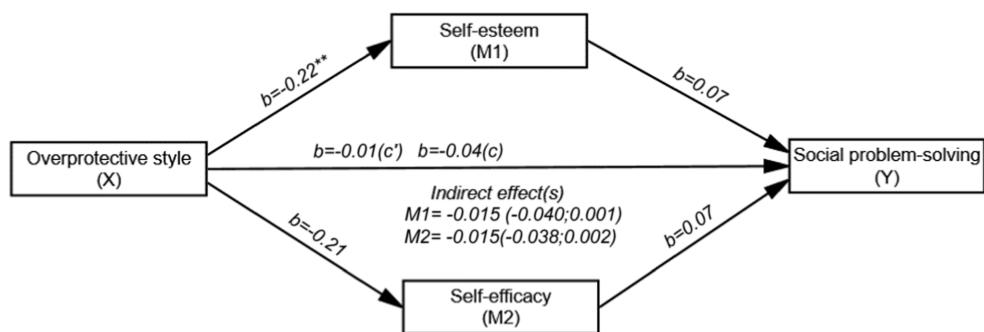 Self-esteem
(M1)
b=-0.22**
b=0.07
Overprotective style
(X)
b=-0.01(c') b=-0.04(c)
Social problem-solving
(Y)
Indirect effect(s)
M1= -0.015 (-0.040;0.001)
M2= -0.015(-0.038;0.002)
b=-0.21
b=0.07
Self-efficacy
(M2)